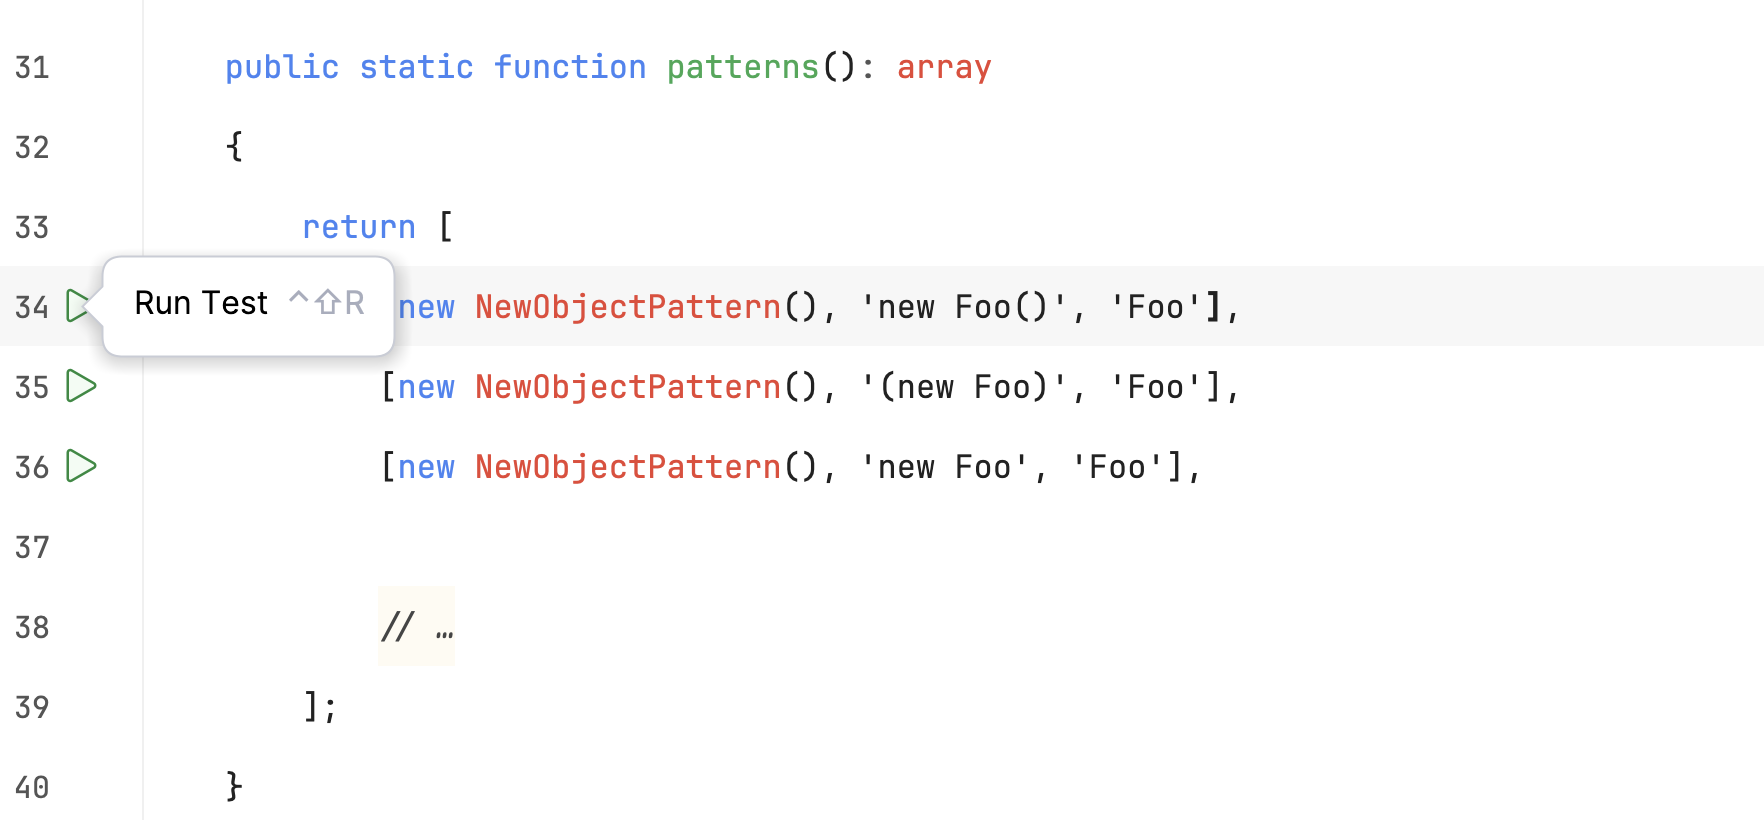 31 public static function patterns(): array
32 {
33 return [
34 Run Test ^⇧R new NewObjectPattern(), 'new Foo()', 'Foo'],
35 [new NewObjectPattern(), '(new Foo)', 'Foo'],
36 [new NewObjectPattern(), 'new Foo', 'Foo'],
37
38 // …
39 ];
40 }